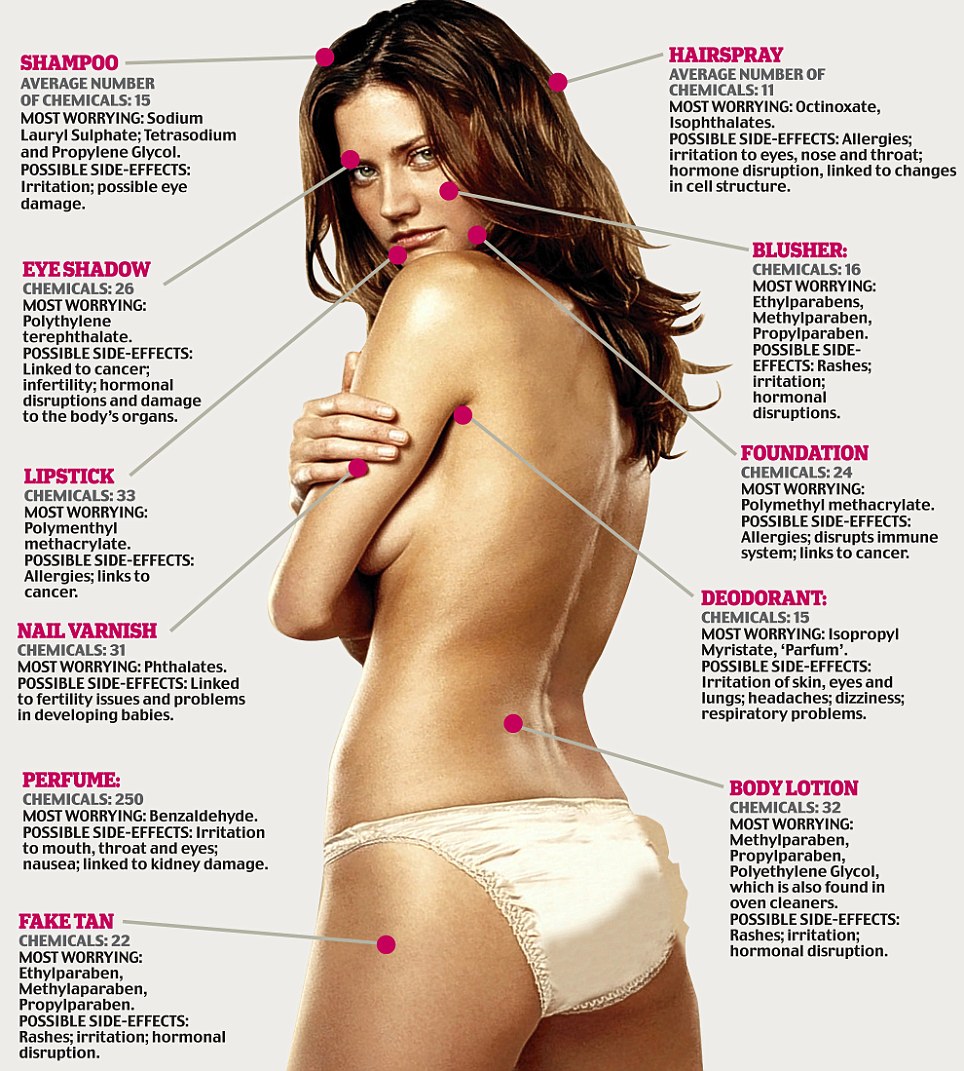 SHAMPOO
AVERAGE NUMBER
OF CHEMICALS: 15
MOST WORRYING: Sodium
Lauryl Sulphate; Tetrasodium
and Propylene Glycol.
POSSIBLE SIDE-EFFECTS:
Irritation; possible eye
damage.
HAIRSPRAY
AVERAGE NUMBER OF
CHEMICALS: 11
MOST WORRYING: Octinoxate,
Isophthalates.
POSSIBLE SIDE-EFFECTS: Allergies;
irritation to eyes, nose and throat;
hormone disruption, linked to changes
in cell structure.
EYE SHADOW
CHEMICALS: 26
MOST WORRYING:
Polythylene
terephthalate.
POSSIBLE SIDE-EFFECTS:
Linked to cancer;
infertility; hormonal
disruptions and damage
to the body's organs.
BLUSHER:
CHEMICALS: 16
MOST WORRYING:
Ethylparabens,
Methylparaben,
Propylparaben.
POSSIBLE SIDE-
EFFECTS: Rashes;
irritation;
hormonal
disruptions.
LIPSTICK
CHEMICALS: 33
MOST WORRYING:
Polymenthyl
methacrylate.
POSSIBLE SIDE-EFFECTS:
Allergies; links to
cancer.
FOUNDATION
CHEMICALS: 24
MOST WORRYING:
Polymethyl methacrylate.
POSSIBLE SIDE-EFFECTS:
Allergies; disrupts immune
system; links to cancer.
NAIL VARNISH
CHEMICALS: 31
MOST WORRYING: Phthalates.
POSSIBLE SIDE-EFFECTS: Linked
to fertility issues and problems
in developing babies.
DEODORANT:
CHEMICALS: 15
MOST WORRYING: Isopropyl
Myristate, 'Parfum'.
POSSIBLE SIDE-EFFECTS:
Irritation of skin, eyes and
lungs; headaches; dizziness;
respiratory problems.
PERFUME:
CHEMICALS: 250
MOST WORRYING: Benzaldehyde.
POSSIBLE SIDE-EFFECTS: Irritation
to mouth, throat and eyes;
nausea; linked to kidney damage.
BODY LOTION
CHEMICALS: 32
MOST WORRYING:
Methylparaben,
Propylparaben,
Polyethylene Glycol,
which is also found in
oven cleaners.
POSSIBLE SIDE-EFFECTS:
Rashes; irritation;
hormonal disruption.
FAKE TAN
CHEMICALS: 22
MOST WORRYING:
Ethylparaben,
Methylaparaben,
Propylparaben.
POSSIBLE SIDE-EFFECTS:
Rashes; irritation; hormonal
disruption.